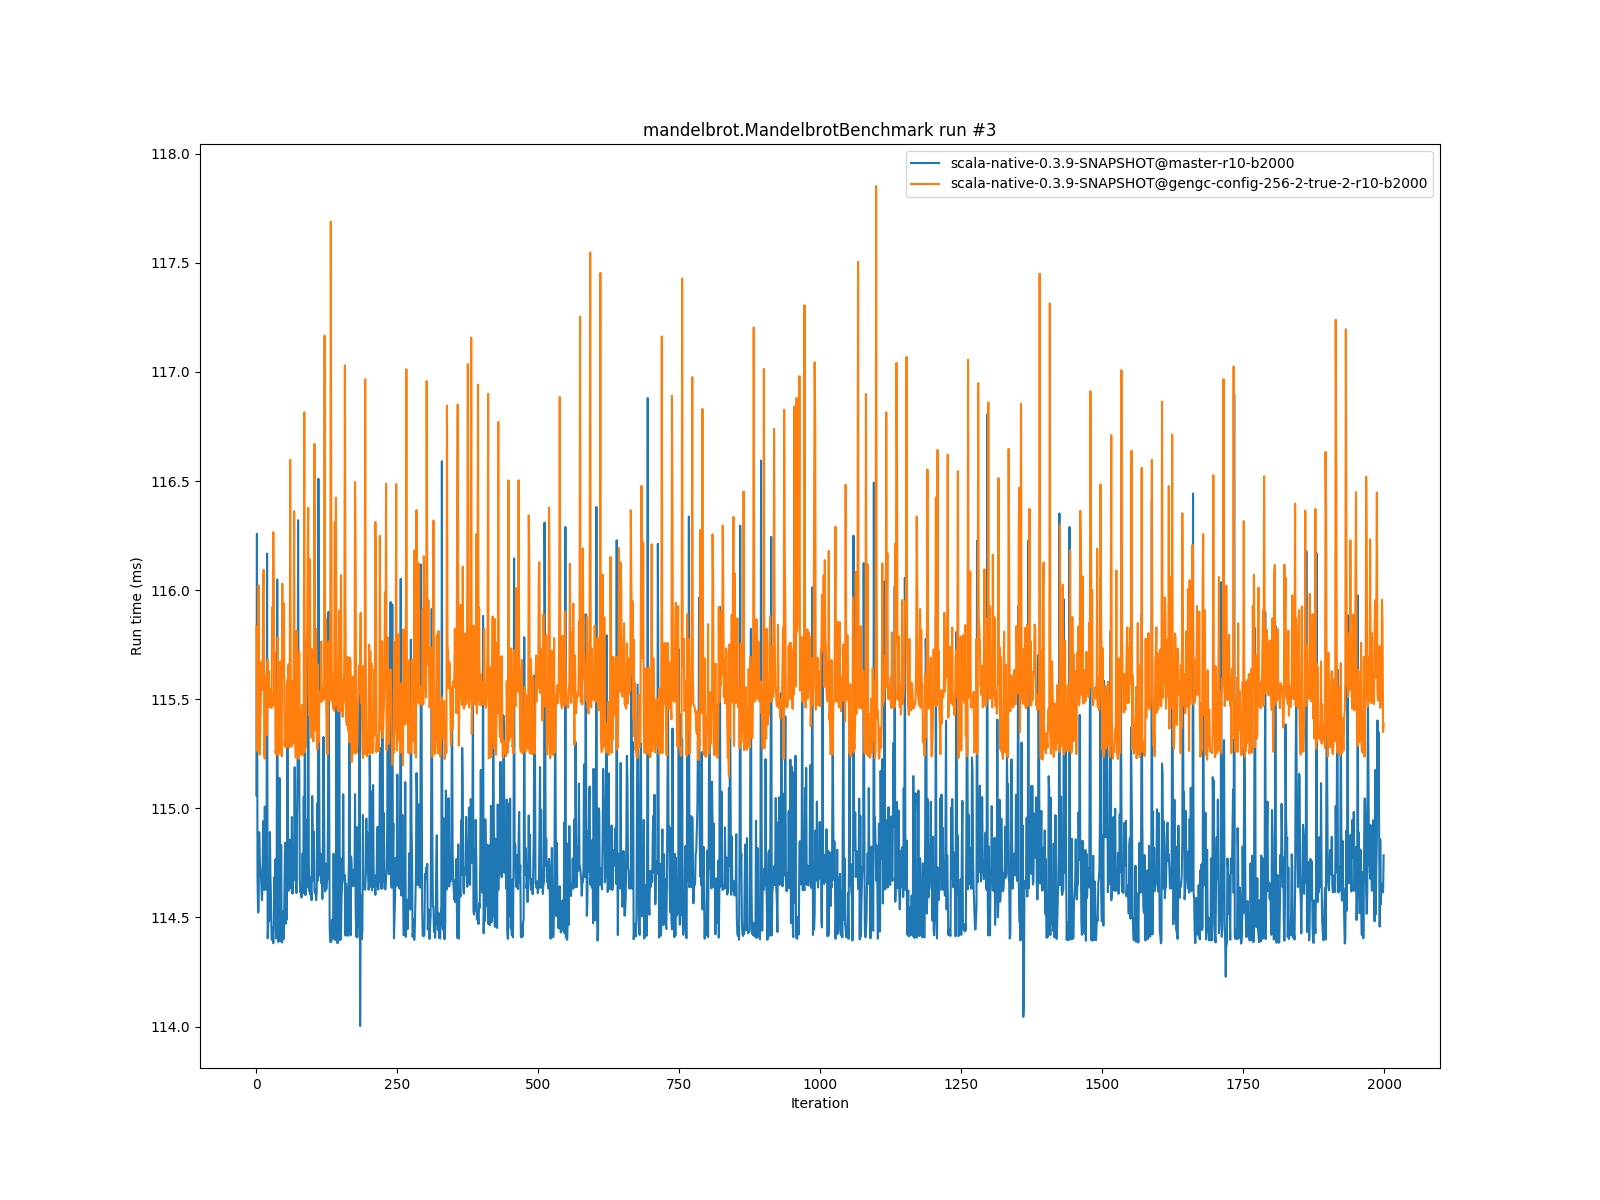 mandelbrot.MandelbrotBenchmark run #3
scala-native-0.3.9-SNAPSHOT@master-r10-b2000
scala-native-0.3.9-SNAPSHOT@gengc-config-256-2-true-2-r10-b2000
118.0
117.5
117.0
116.5
116.0
115.5
115.0
114.5
114.0
Run time (ms)
0 250 500 750 1000 1250 1500 1750 2000
Iteration